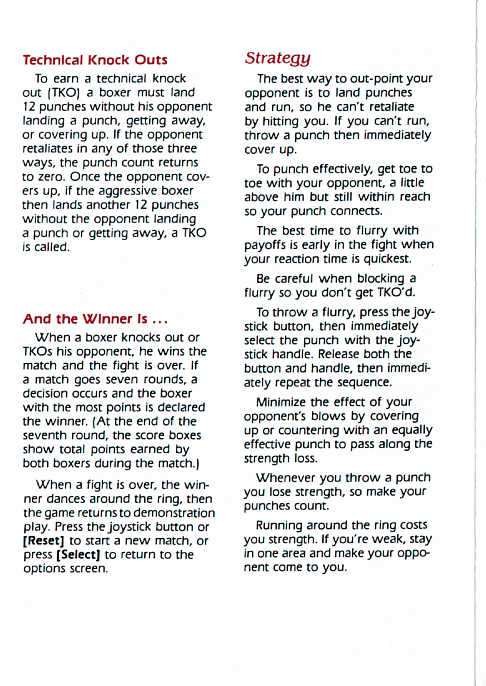 Technical Knock Outs
To earn a technical knock
out (TKO) a boxer must land
12 punches without his opponent
landing a punch, getting away,
or covering up. If the opponent
retaliates in any of those three
ways, the punch count returns
to zero. Once the opponent cov-
ers up, if the aggressive boxer
then lands another 12 punches
without the opponent landing
a punch or getting away, a TKO
is called.
And the Winner Is ...
When a boxer knocks out or
TKOs his opponent, he wins the
match and the fight is over. If
a match goes seven rounds, a
decision occurs and the boxer
with the most points is declared
the winner. (At the end of the
seventh round, the score boxes
show total points earned by
both boxers during the match.)
When a fight is over, the win-
ner dances around the ring, then
the game returns to demonstration
play. Press the joystick button or
[Reset] to start a new match, or
press [Select] to return to the
options screen.
Strategy
The best way to out-point your
opponent is to land punches
and run, so he can't retaliate
by hitting you. If you can't run,
throw a punch then immediately
cover up.
To punch effectively, get toe to
toe with your opponent, a little
above him but still within reach
so your punch connects.
The best time to flurry with
payoffs is early in the fight when
your reaction time is quickest.
Be careful when blocking a
flurry so you don't get TKO'd.
To throw a flurry, press the joy-
stick button, then immediately
select the punch with the joy-
stick handle. Release both the
button and handle, then immedi-
ately repeat the sequence.
Minimize the effect of your
opponent's blows by covering
up or countering with an equally
effective punch to pass along the
strength loss.
Whenever you throw a punch
you lose strength, so make your
punches count.
Running around the ring costs
you strength. If you're weak, stay
in one area and make your oppo-
nent come to you.